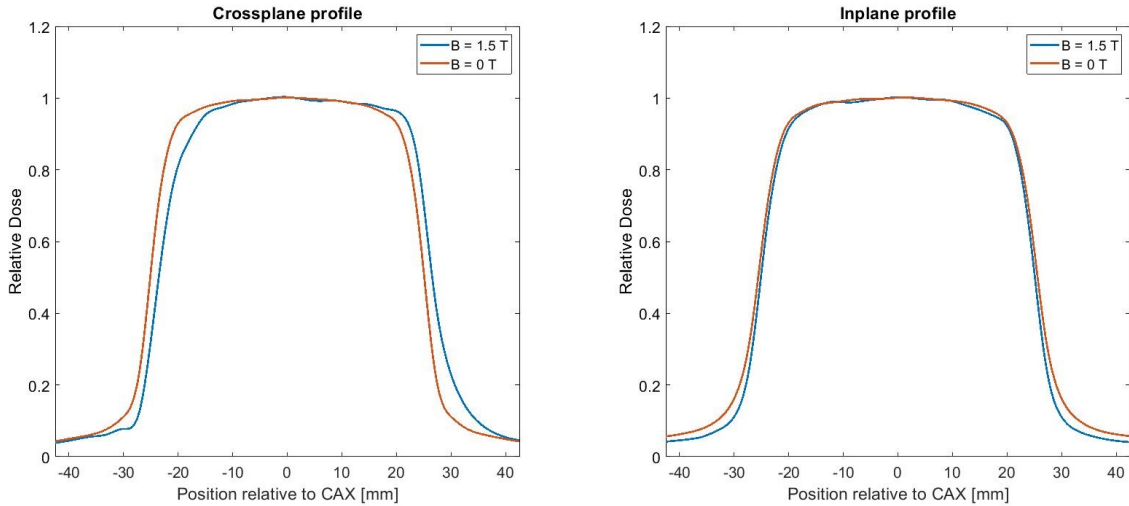 Crossplane profile
1.2
1
0.8
0.6
0.4
0.2
0
Relative Dose
B = 1.5 T
B = 0 T
-40 -30 -20 -10 0 10 20 30 40
Position relative to CAX [mm]
Inplane profile
1.2
1
0.8
0.6
0.4
0.2
0
Relative Dose
B = 1.5 T
B = 0 T
-40 -30 -20 -10 0 10 20 30 40
Position relative to CAX [mm]